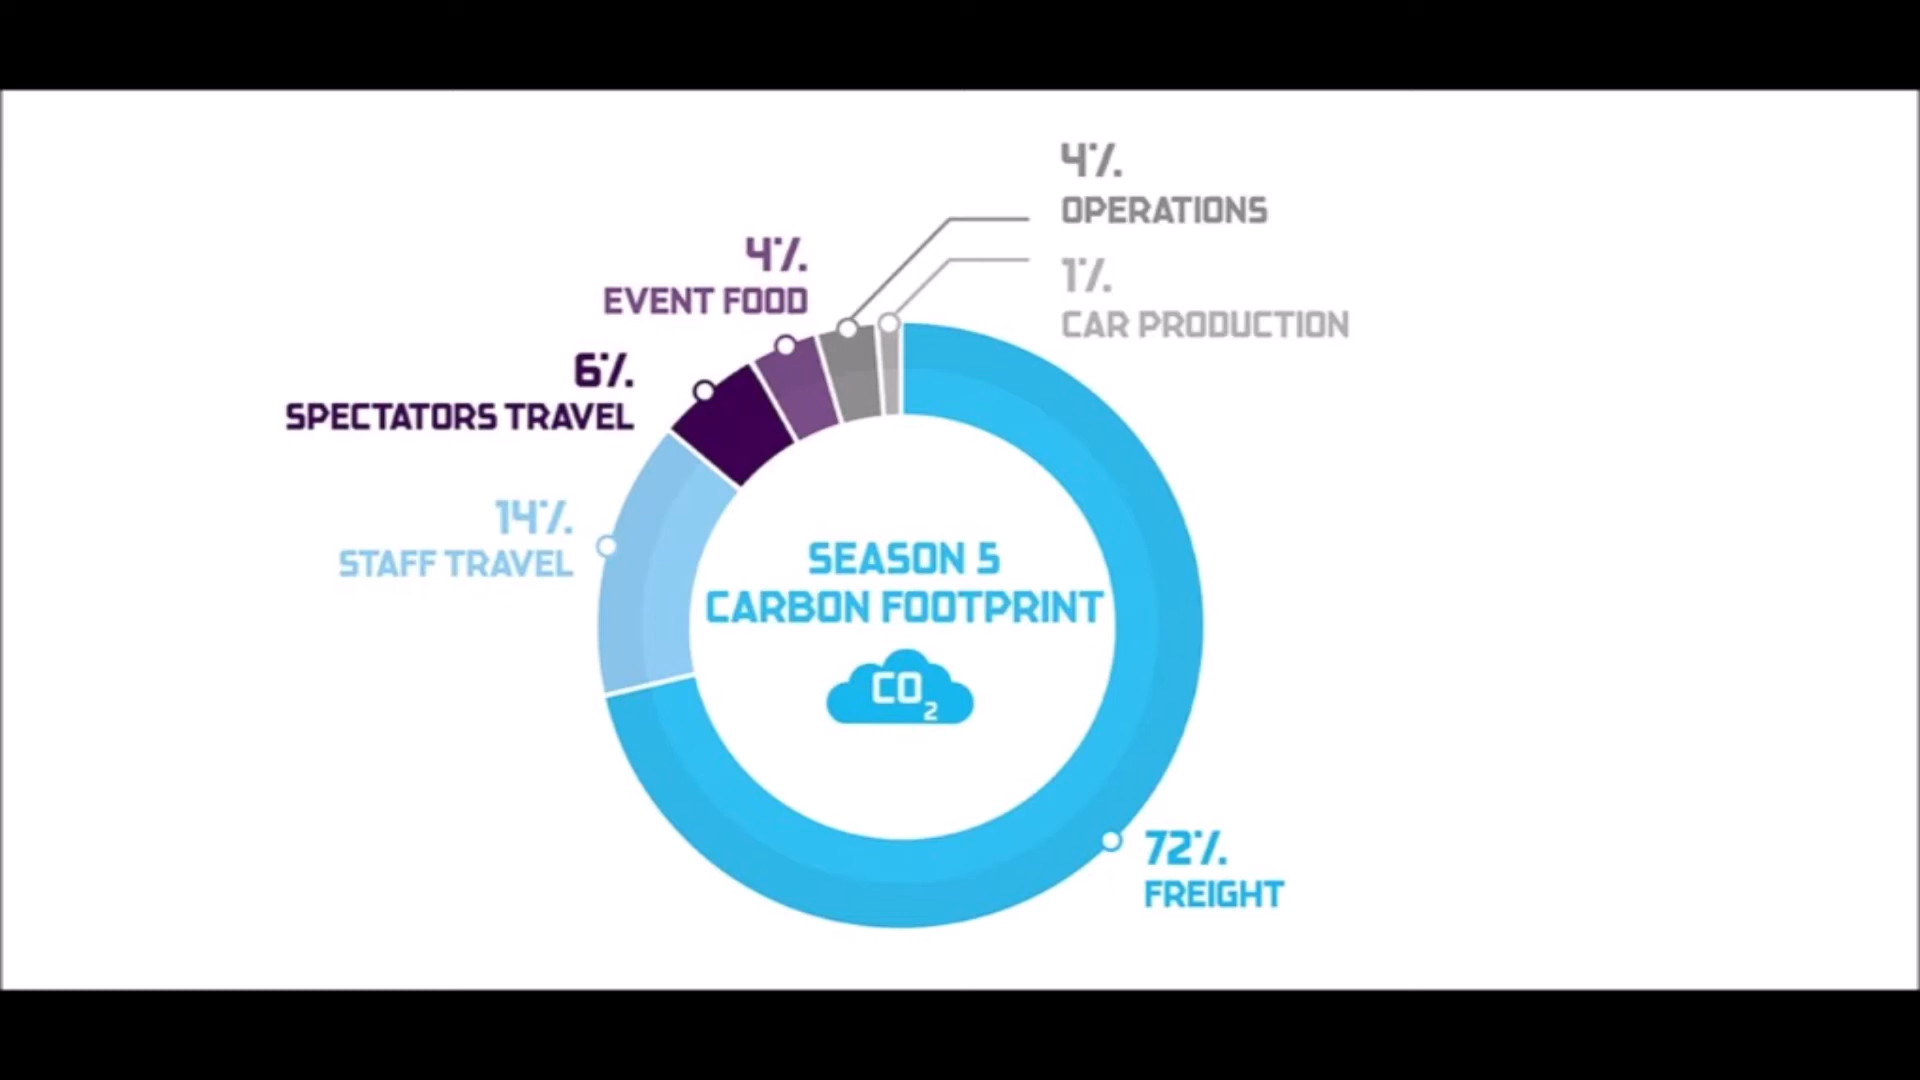 4%
OPERATIONS
1%
CAR PRODUCTION
4%
EVENT FOOD
6%
SPECTATORS TRAVEL
14%
STAFF TRAVEL
SEASON 5
CARBON FOOTPRINT
CO₂
72%
FREIGHT